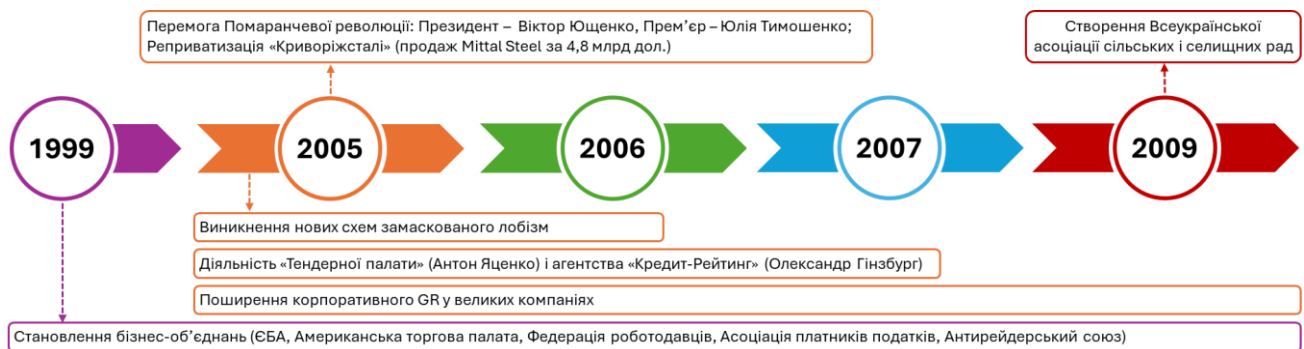 Перемога Помаранчевої революції: Президент – Віктор Ющенко, Прем’єр – Юлія Тимошенко;
Реприватизація «Криворіжсталі» (продаж Mittal Steel за 4,8 млрд дол.)
Створення Всеукраїнської
асоціації сільських і селищних рад
1999
2005
2006
2007
2009
Виникнення нових схем замаскованого лобізм
Діяльність «Тендерної палати» (Антон Яценко) і агентства «Кредит-Рейтинг» (Олександр Гінзбург)
Поширення корпоративного GR у великих компаніях
Становлення бізнес-об’єднань (ЄБА, Американська торгова палата, Федерація роботодавців, Асоціація платників податків, Антирейдерський союз)